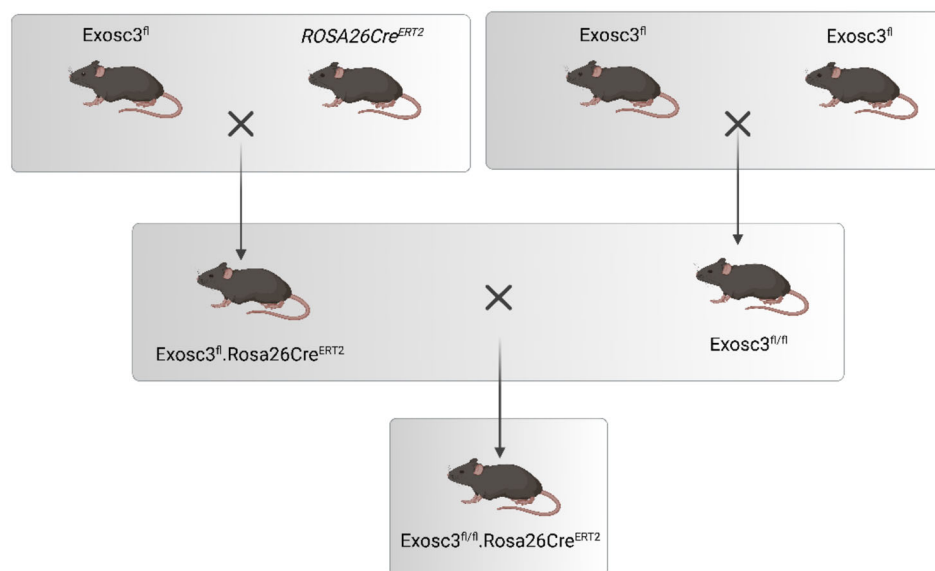 Exosc3ᶠˡ
ROSA26Creᴱᴿᵀ²
Exosc3ᶠˡ
Exosc3ᶠˡ
Exosc3ᶠˡ.Rosa26Creᴱᴿᵀ²
Exosc3ᶠˡ/ᶠˡ
Exosc3ᶠˡ/ᶠˡ.Rosa26Creᴱᴿᵀ²